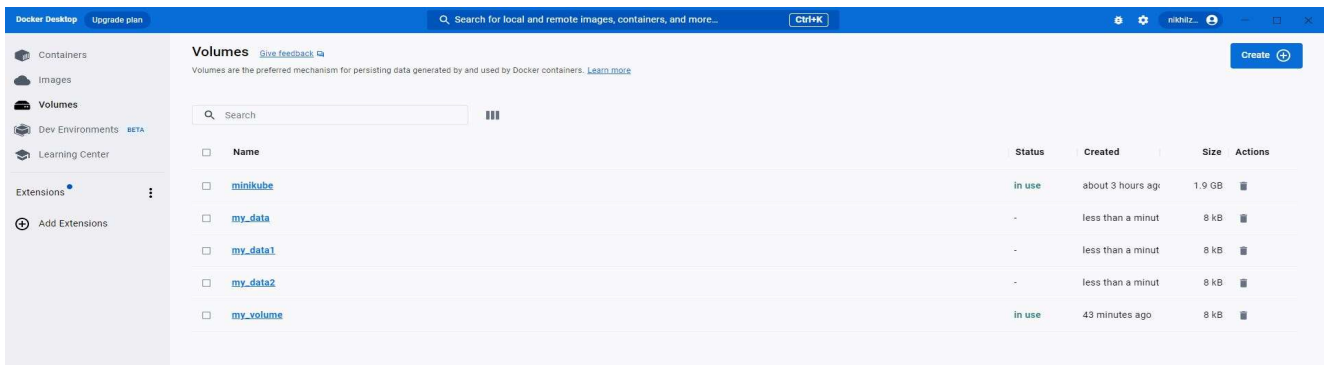 Docker Desktop Upgrade plan Search for local and remote images, containers, and more... Ctrl+K nikhilz...
Containers
Images
Volumes
Dev Environments BETA
Learning Center
Extensions
Add Extensions
Volumes Give feedback
Create
Volumes are the preferred mechanism for persisting data generated by and used by Docker containers. Learn more
Search
Name Status Created Size Actions
minikube in use about 3 hours ago 1.9 GB
my_data - less than a minut 8 kB
my_data1 - less than a minut 8 kB
my_data2 - less than a minut 8 kB
my_volume in use 43 minutes ago 8 kB